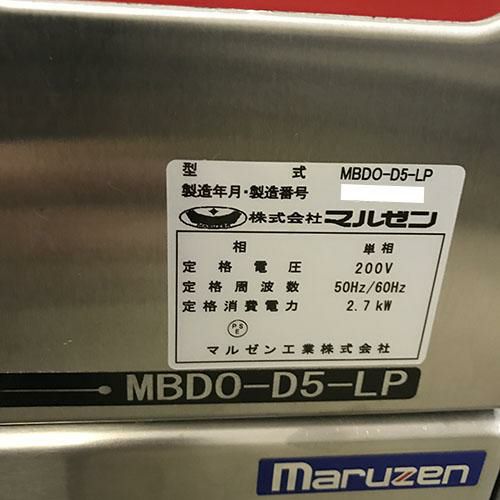 型式 MBDO-D5-LP
製造年月・製造番号
MARUZEN 株式会社マルゼン
相 単相
定格電圧 200V
定格周波数 50Hz/60Hz
定格消費電力 2.7kW
PSE
マルゼン工業株式会社
MBDO-D5-LP
maruzen